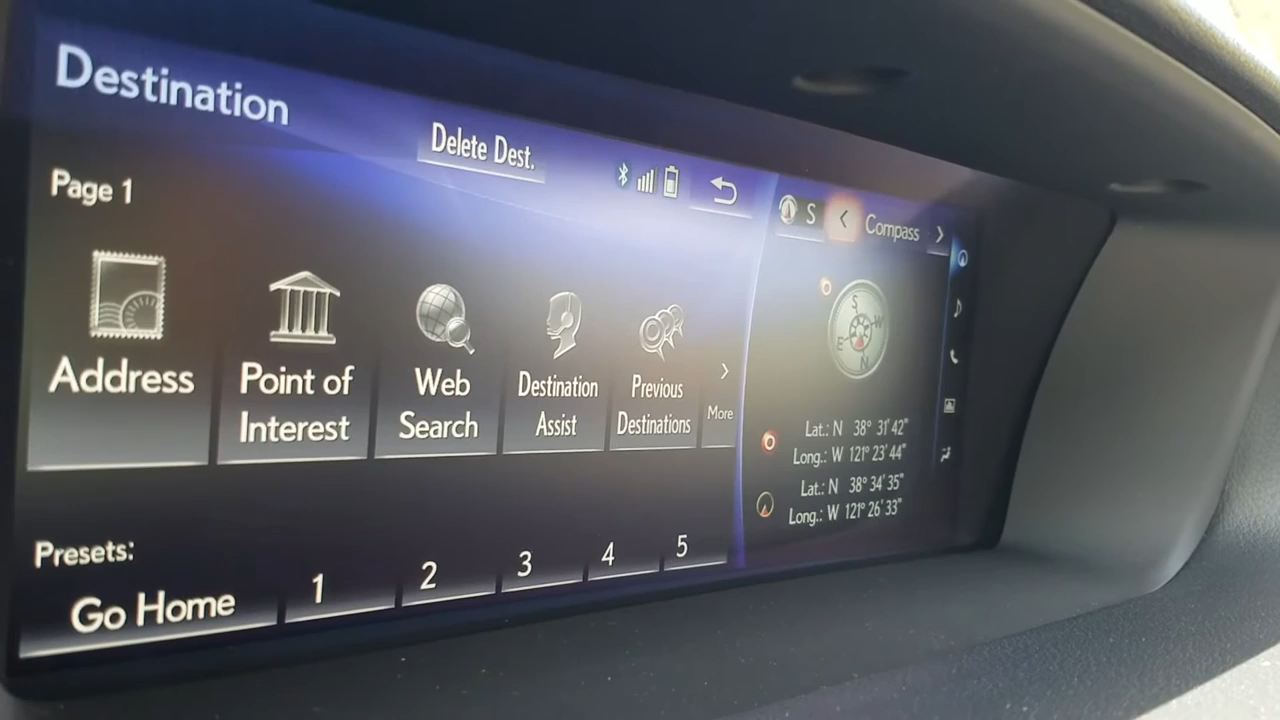 Destination
Delete Dest.
S
Compass
Page 1
S
W
E
N
Address
Point of
Interest
Web
Search
Destination
Assist
Previous
Destinations
More
Lat.: N 38° 31' 42"
Long.: W 121° 23' 44"
Lat.: N 38° 34' 35"
Long.: W 121° 26' 33"
Presets:
Go Home
1
2
3
4
5